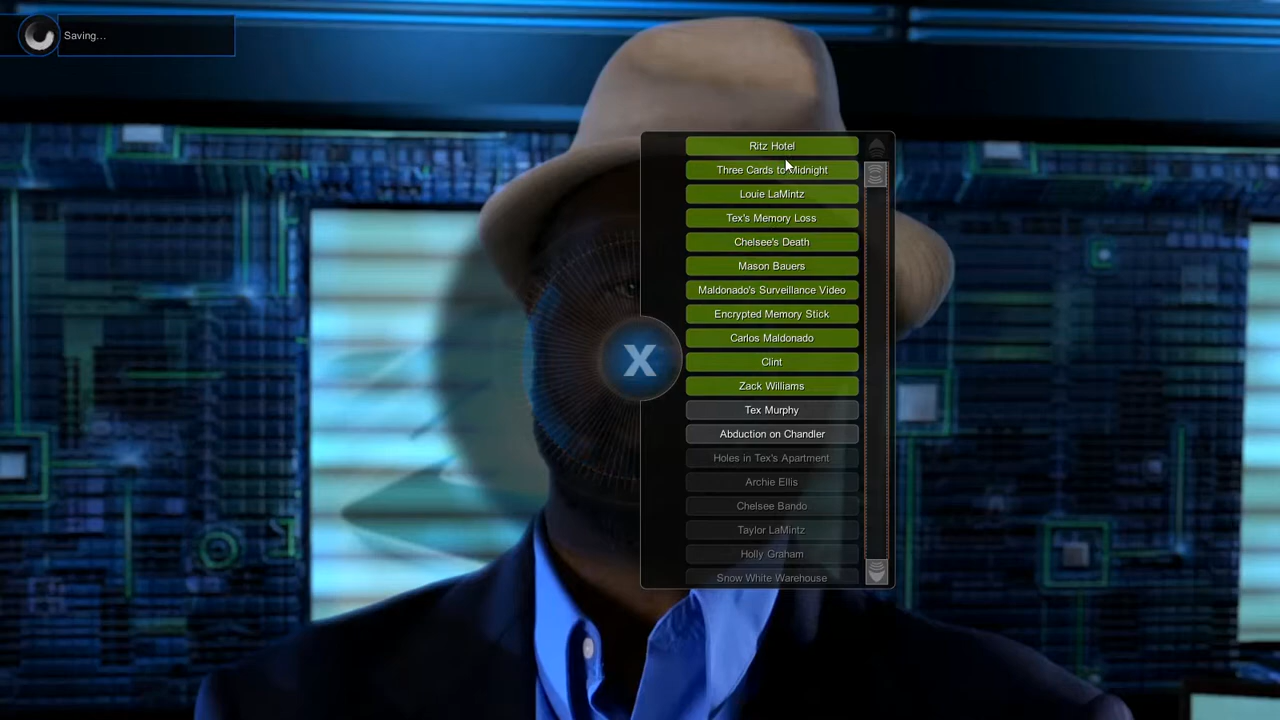 Saving...
Ritz Hotel
Three Cards to Midnight
Louie LaMintz
Tex's Memory Loss
Chelsee's Death
Mason Bauers
Maldonado's Surveillance Video
Encrypted Memory Stick
Carlos Maldonado
Clint
X
Zack Williams
Tex Murphy
Abduction on Chandler
Holes in Tex's Apartment
Archie Ellis
Chelsee Bando
Taylor LaMintz
Holly Graham
Snow White Warehouse